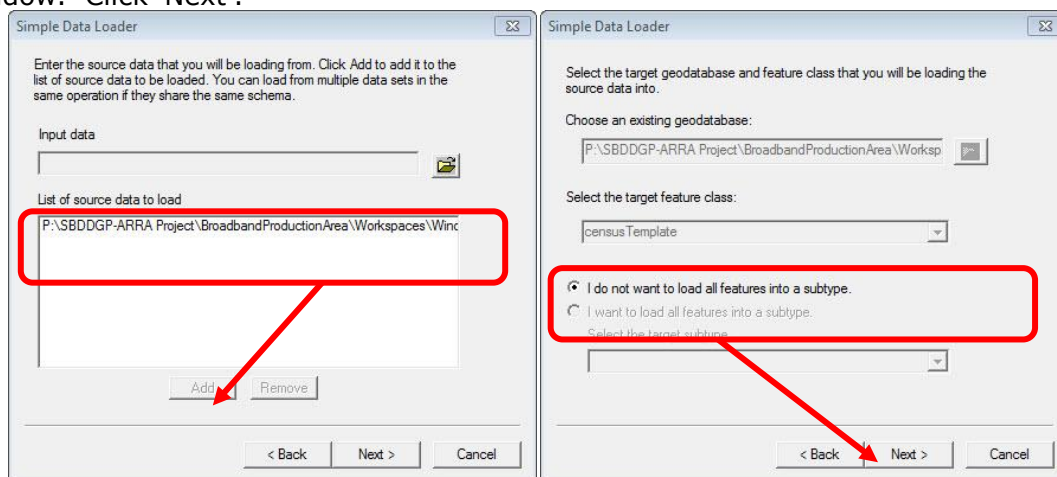 Click "Next".
Simple Data Loader
Enter the source data that you will be loading from. Click Add to add it to the
list of source data to be loaded. You can load from multiple data sets in the
same operation if they share the same schema.
Input data
List of source data to load
P:\SBDDGP-ARRA Project\BroadbandProductionArea\Workspaces\Winc
Add
Remove
< Back
Next >
Cancel
Simple Data Loader
Select the target geodatabase and feature class that you will be loading the
source data into.
Choose an existing geodatabase:
P:\SBDDGP-ARRA Project\BroadbandProductionArea\Worksp
Select the target feature class:
censusTemplate
I do not want to load all features into a subtype.
I want to load all features into a subtype.
Select the target subtype
< Back
Next >
Cancel